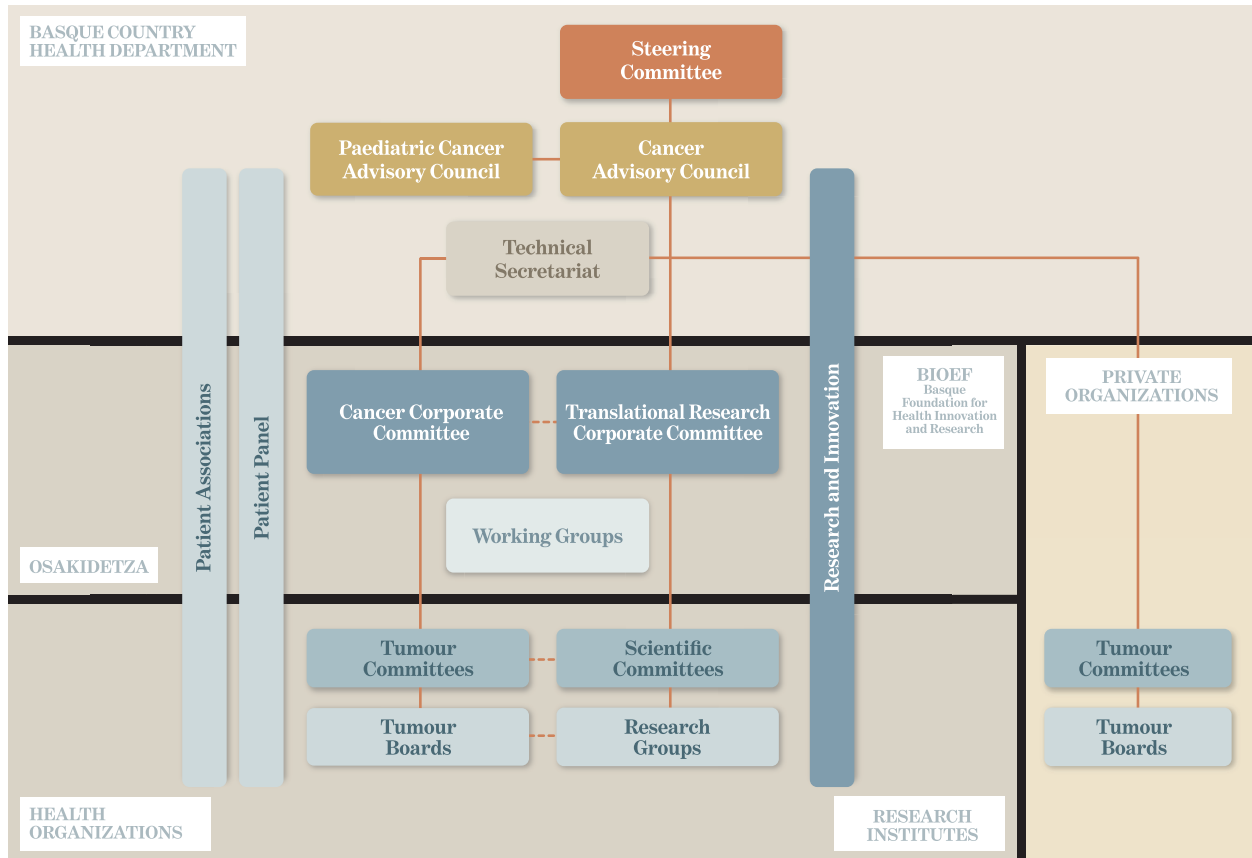 BASQUE COUNTRY
HEALTH DEPARTMENT
Steering
Committee
Paediatric Cancer
Advisory Council
Cancer
Advisory Council
Technical
Secretariat
Patient Associations
Patient Panel
Research and Innovation
Cancer Corporate
Committee
Translational Research
Corporate Committee
BIOEF
Basque
Foundation for
Health Innovation
and Research
PRIVATE
ORGANIZATIONS
Working Groups
OSAKIDETZA
Tumour
Committees
Scientific
Committees
Tumour
Committees
Tumour
Boards
Research
Groups
Tumour
Boards
HEALTH
ORGANIZATIONS
RESEARCH
INSTITUTES